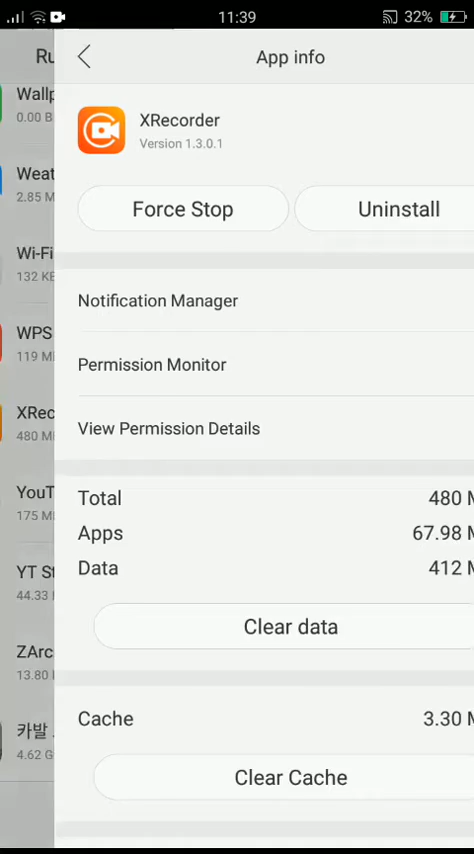 11:39
32%
Ru
App info
Wallp
0.00 B
XRecorder
Version 1.3.0.1
Weat
2.85 M
Force Stop
Uninstall
Wi-Fi
132 KB
Notification Manager
WPS
119 M
Permission Monitor
XRec
480 M
View Permission Details
YouT
175 M
Total
480 M
Apps
67.98 M
YT St
44.33
Data
412 M
Clear data
ZArc
13.80
Cache
3.30 M
카발
4.62 G
Clear Cache